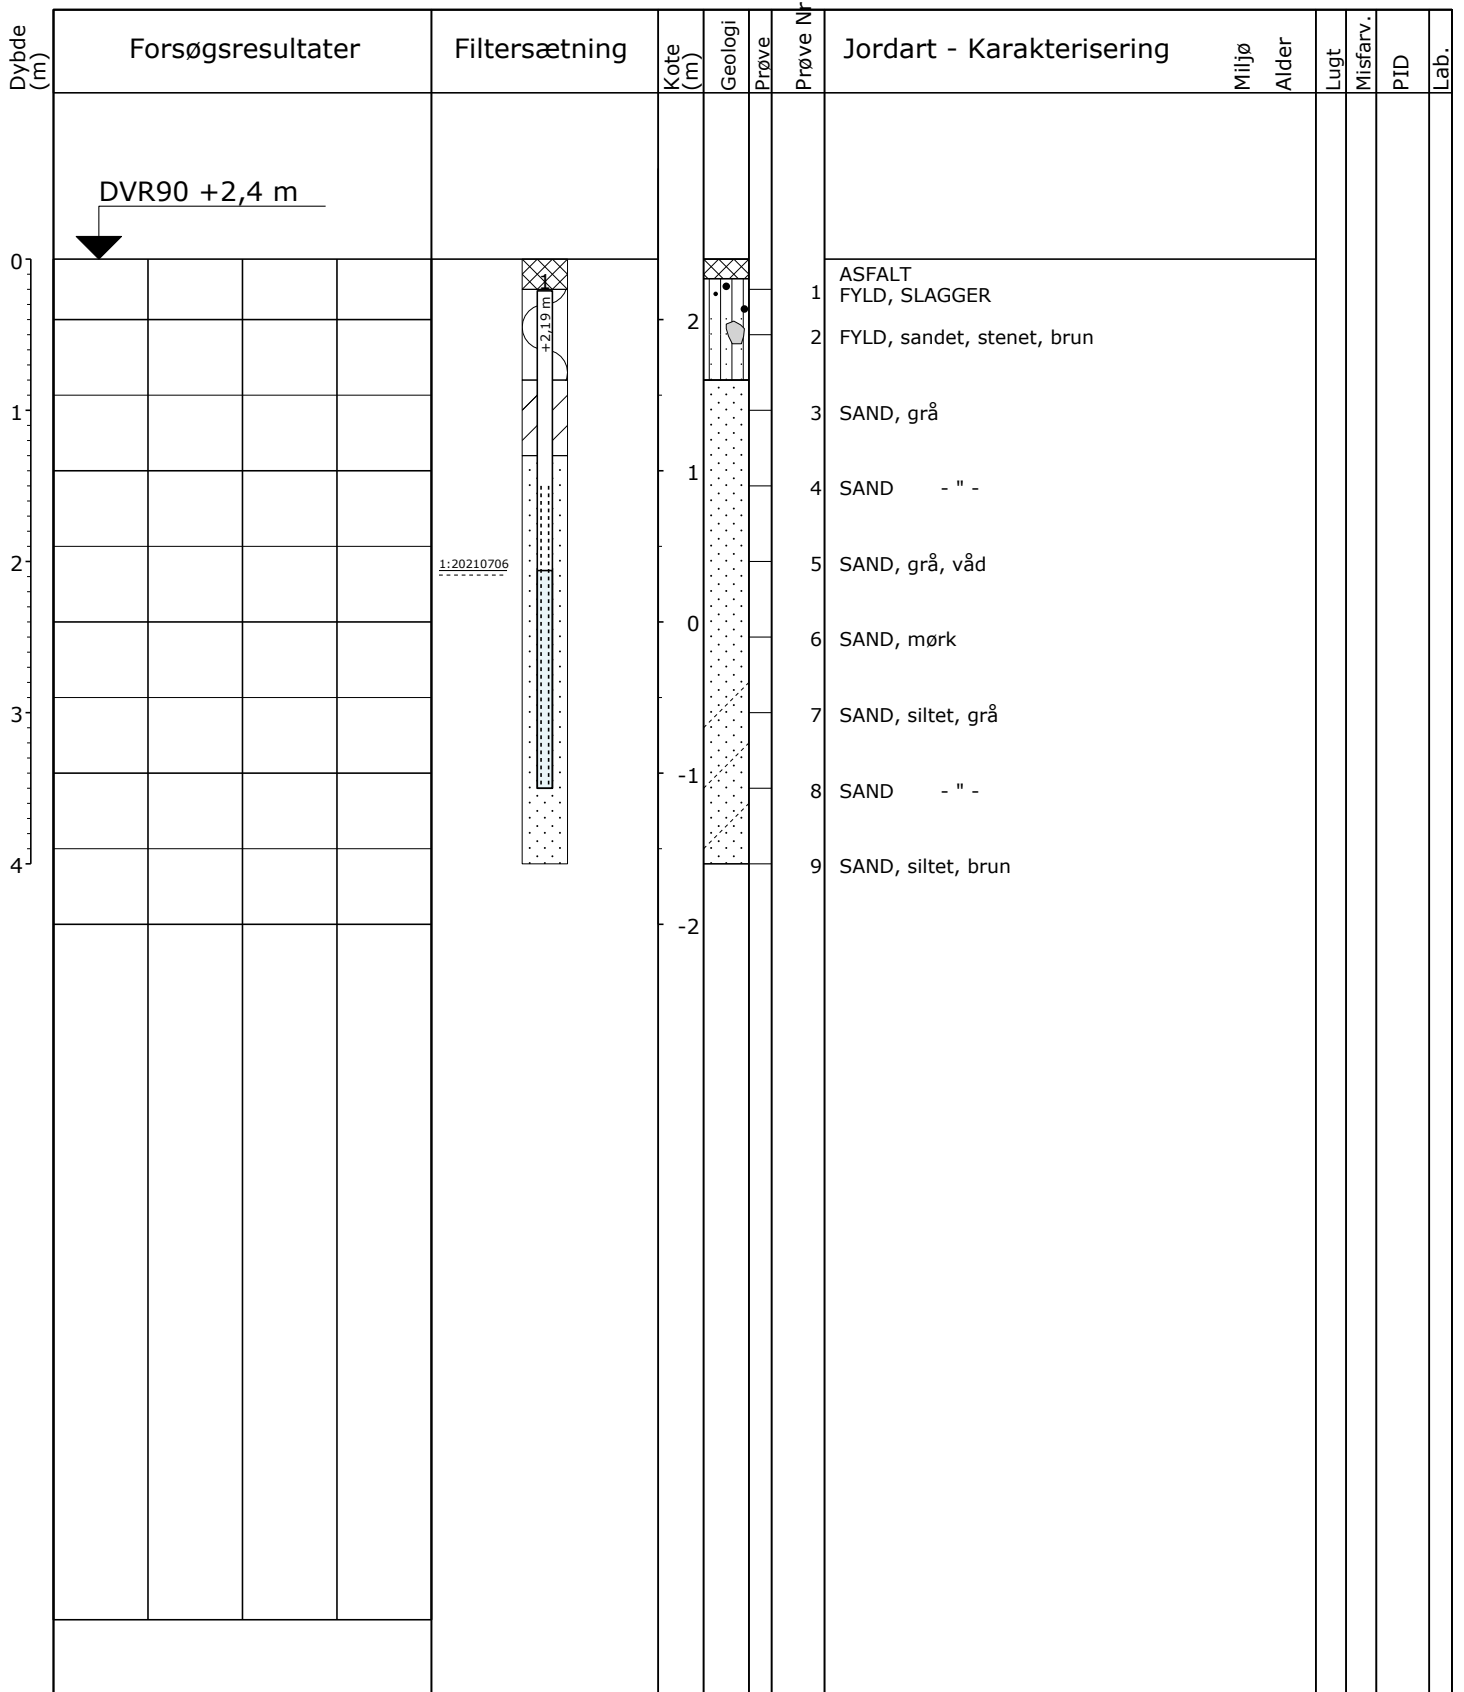 Dybde (m)
Forsøgsresultater
Filtersætning
Kote (m)
Geologi
Prøve
Prøve Nr
Jordart - Karakterisering
Miljø
Alder
Lugt
Misfarv.
PID
Lab.
DVR90 +2,4 m
0
ASFALT
1 FYLD, SLAGGER
1
+2,19 m
2
2 FYLD, sandet, stenet, brun
1
3 SAND, grå
1
4 SAND - " -
2
1:20210706
5 SAND, grå, våd
0
6 SAND, mørk
3
7 SAND, siltet, grå
-1
8 SAND - " -
4
9 SAND, siltet, brun
-2